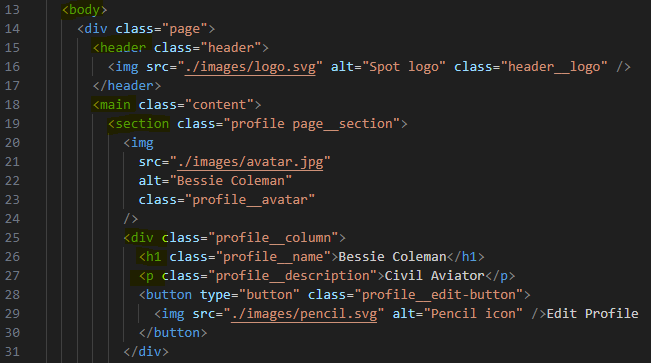 13 <body>
14 <div class="page">
15 <header class="header">
16 <img src="./images/logo.svg" alt="Spot logo" class="header__logo" />
17 </header>
18 <main class="content">
19 <section class="profile page__section">
20 <img
21 src="./images/avatar.jpg"
22 alt="Bessie Coleman"
23 class="profile__avatar"
24 />
25 <div class="profile__column">
26 <h1 class="profile__name">Bessie Coleman</h1>
27 <p class="profile__description">Civil Aviator</p>
28 <button type="button" class="profile__edit-button">
29 <img src="./images/pencil.svg" alt="Pencil icon" />Edit Profile
30 </button>
31 </div>